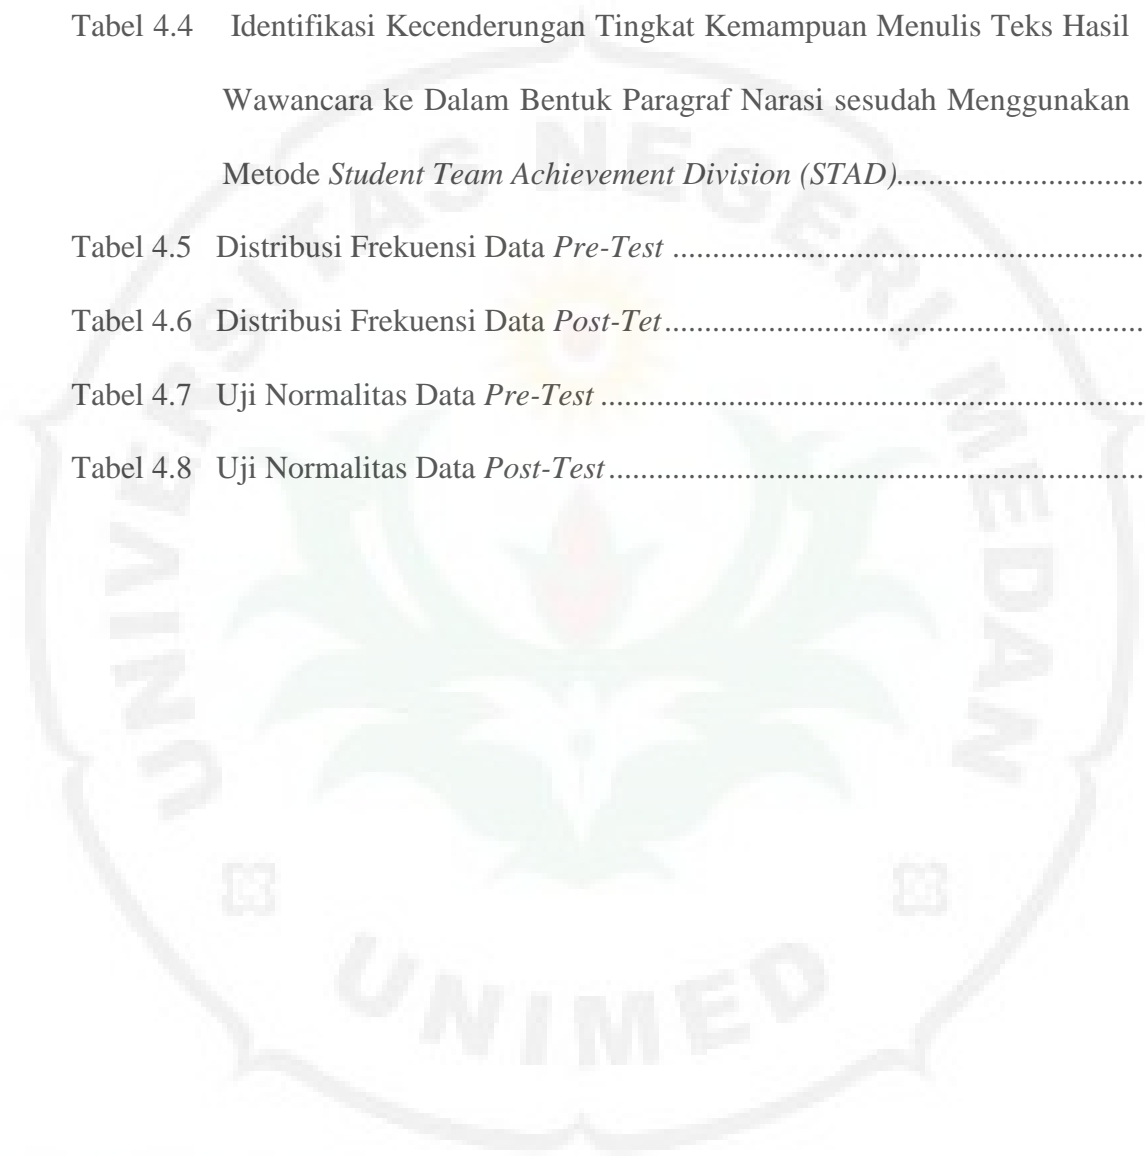 Tabel 4.4 Identifikasi Kecenderungan Tingkat Kemampuan Menulis Teks Hasil
Wawancara ke Dalam Bentuk Paragraf Narasi sesudah Menggunakan
Metode Student Team Achievement Division (STAD)...............................
Tabel 4.5 Distribusi Frekuensi Data Pre-Test ...........................................................
Tabel 4.6 Distribusi Frekuensi Data Post-Tet............................................................
Tabel 4.7 Uji Normalitas Data Pre-Test ....................................................................
Tabel 4.8 Uji Normalitas Data Post-Test...................................................................
UNIVERSITAS NEGERI MEDAN
UNIMED